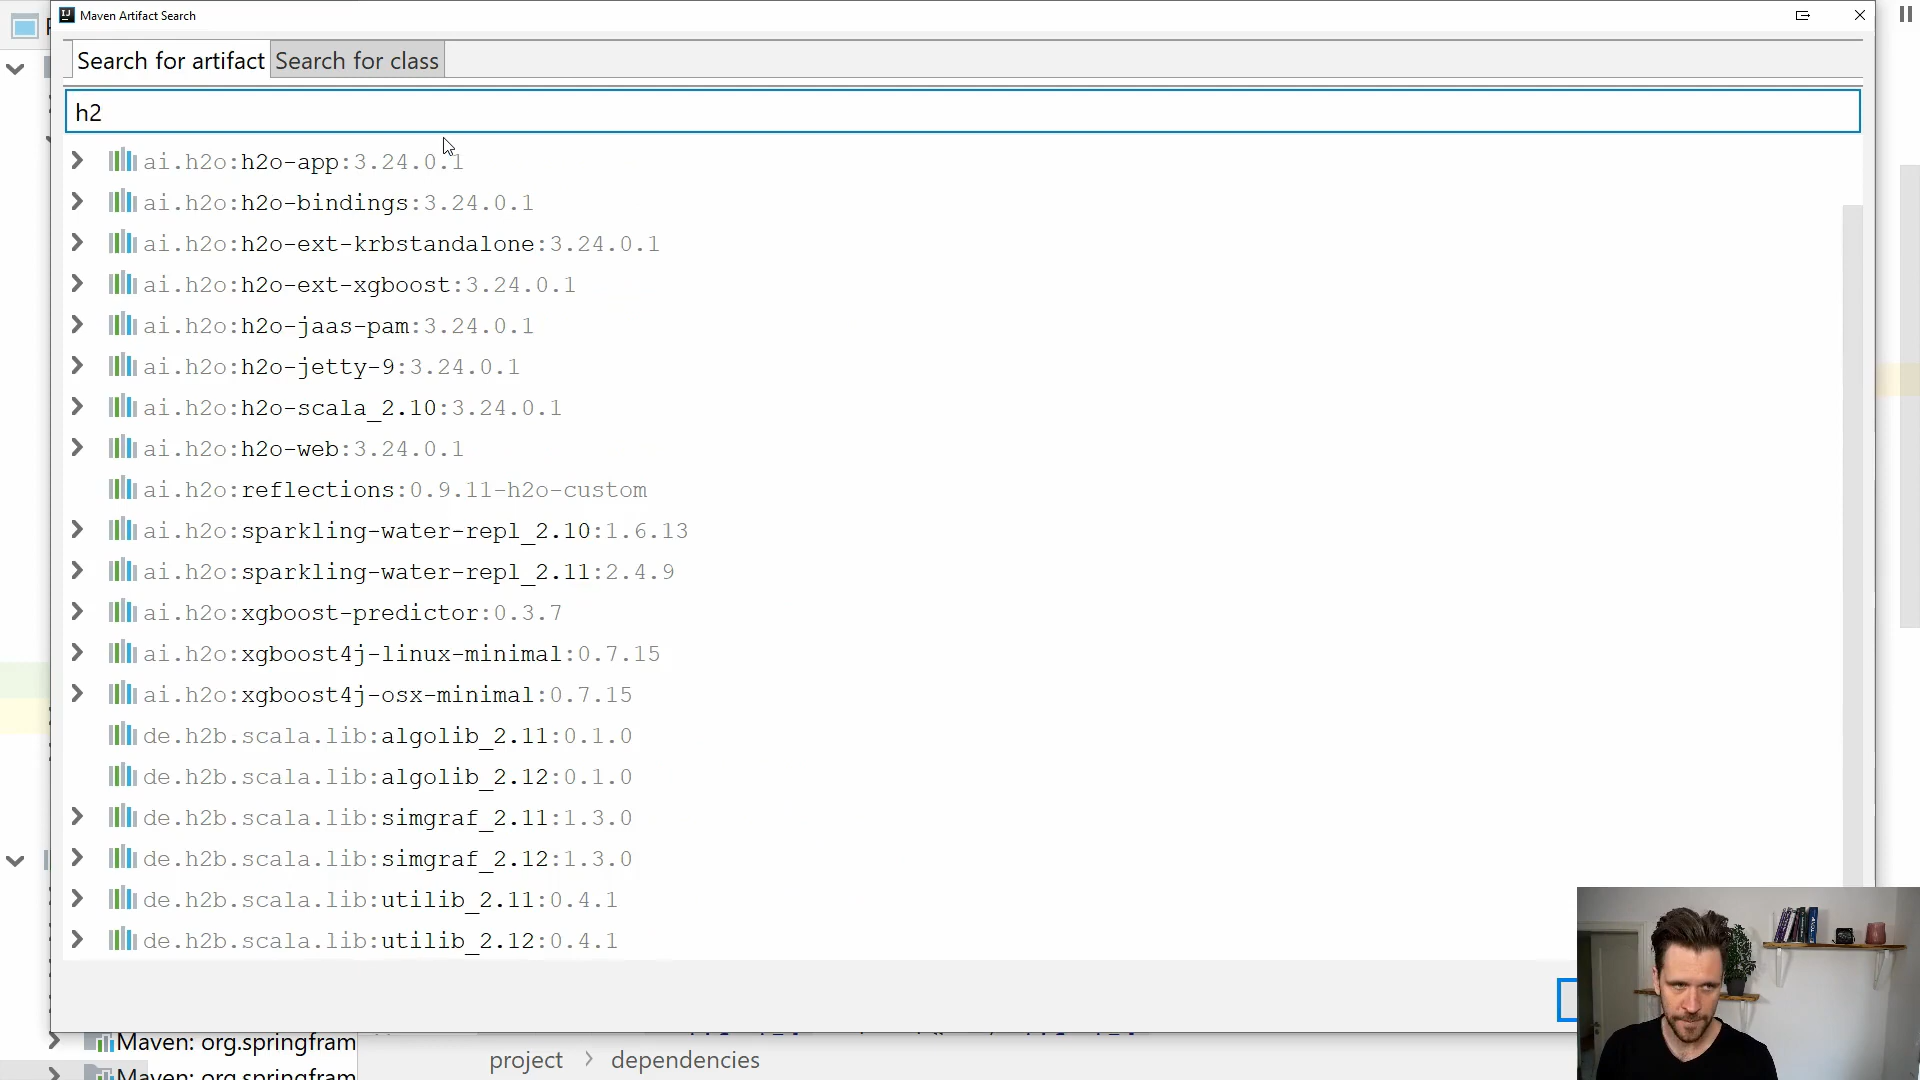 Maven Artifact Search
Search for artifact Search for class
h2
ai.h2o:h2o-app:3.24.0.1
ai.h2o:h2o-bindings:3.24.0.1
ai.h2o:h2o-ext-krbstandalone:3.24.0.1
ai.h2o:h2o-ext-xgboost:3.24.0.1
ai.h2o:h2o-jaas-pam:3.24.0.1
ai.h2o:h2o-jetty-9:3.24.0.1
ai.h2o:h2o-scala_2.10:3.24.0.1
ai.h2o:h2o-web:3.24.0.1
ai.h2o:reflections:0.9.11-h2o-custom
ai.h2o:sparkling-water-repl_2.10:1.6.13
ai.h2o:sparkling-water-repl_2.11:2.4.9
ai.h2o:xgboost-predictor:0.3.7
ai.h2o:xgboost4j-linux-minimal:0.7.15
ai.h2o:xgboost4j-osx-minimal:0.7.15
de.h2b.scala.lib:algolib_2.11:0.1.0
de.h2b.scala.lib:algolib_2.12:0.1.0
de.h2b.scala.lib:simgraf_2.11:1.3.0
de.h2b.scala.lib:simgraf_2.12:1.3.0
de.h2b.scala.lib:utilib_2.11:0.4.1
de.h2b.scala.lib:utilib_2.12:0.4.1
Maven: org.springfram
project > dependencies
Maven: org.springfram